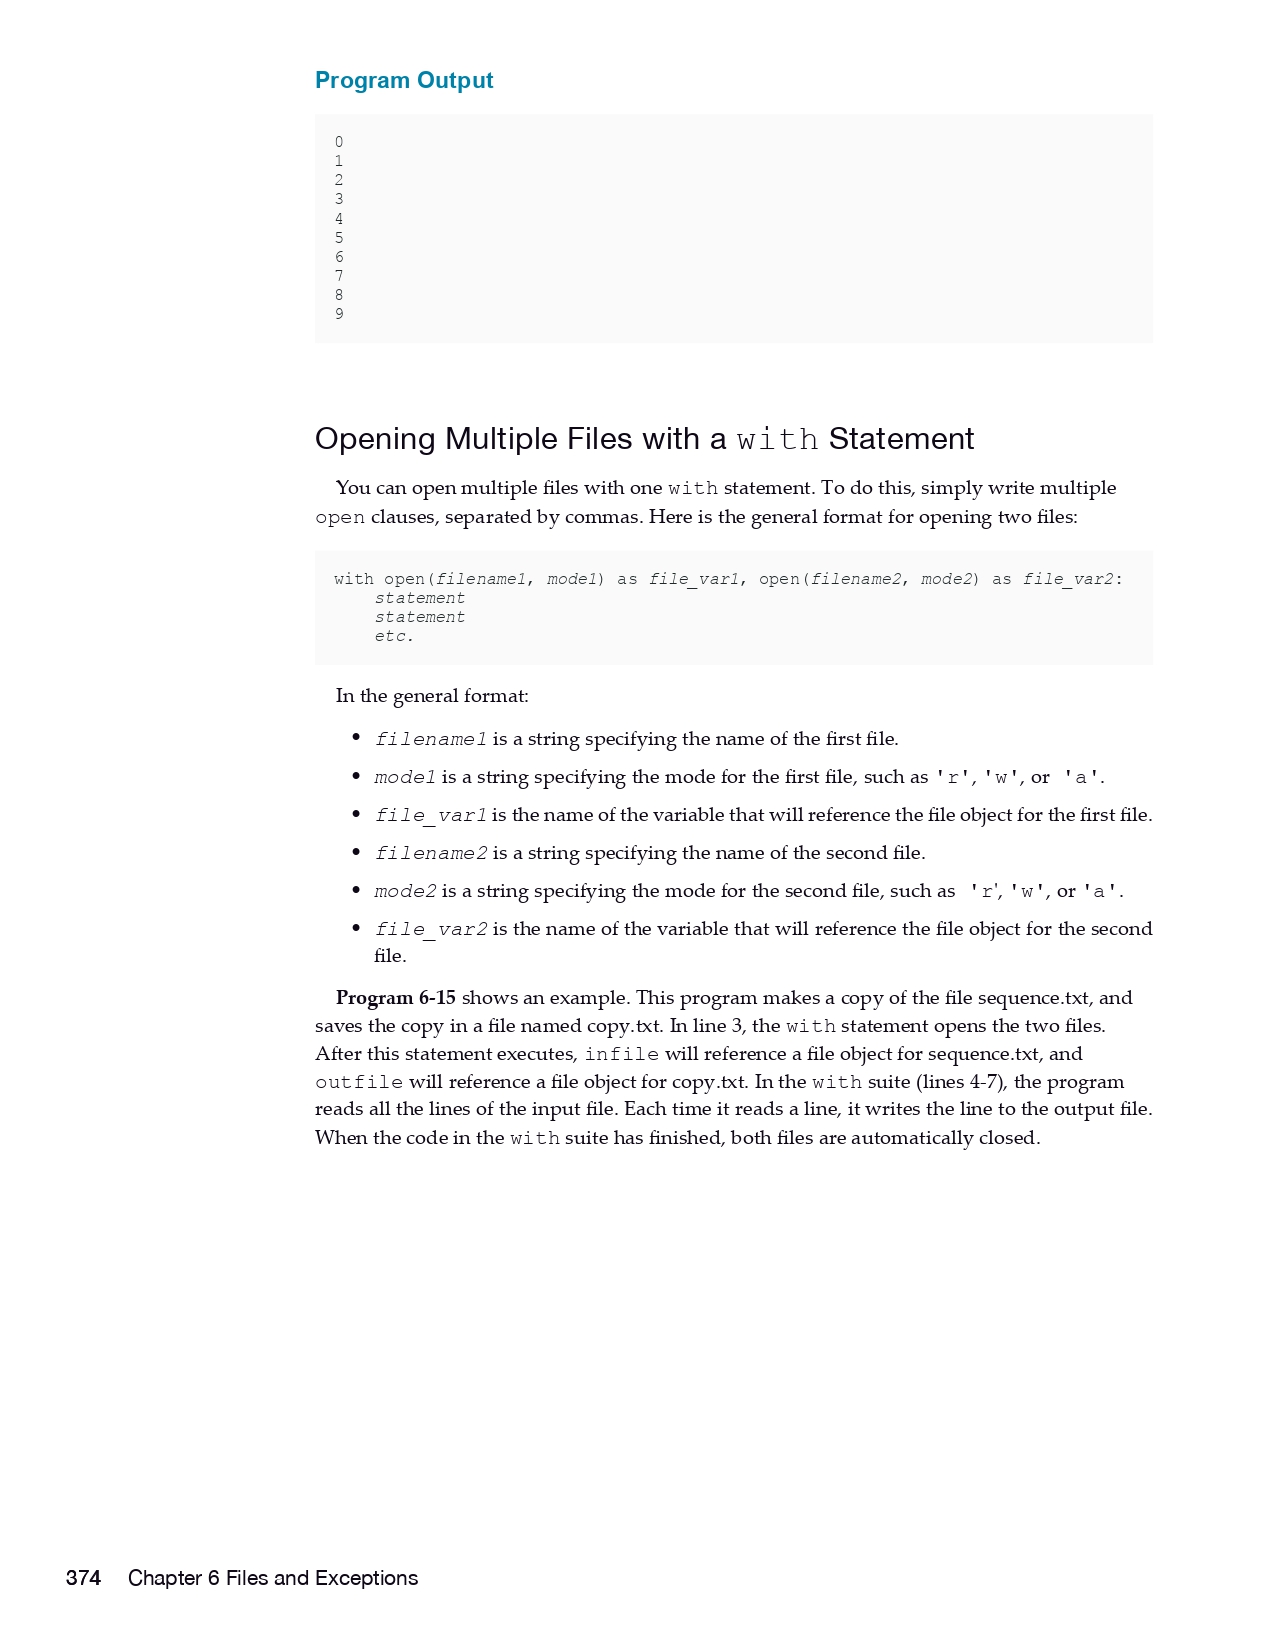 Program Output
0
1
2
3
4
5
6
7
8
9
Opening Multiple Files with a with Statement
You can open multiple files with one with statement. To do this, simply write multiple
open clauses, separated by commas. Here is the general format for opening two files:
with open(filename1, mode1) as file_var1, open(filename2, mode2) as file_var2:
    statement
    statement
    etc.
In the general format:
• filename1 is a string specifying the name of the first file.
• mode1 is a string specifying the mode for the first file, such as 'r', 'w', or 'a'.
• file_var1 is the name of the variable that will reference the file object for the first file.
• filename2 is a string specifying the name of the second file.
• mode2 is a string specifying the mode for the second file, such as 'r', 'w', or 'a'.
• file_var2 is the name of the variable that will reference the file object for the second
file.
Program 6-15 shows an example. This program makes a copy of the file sequence.txt, and
saves the copy in a file named copy.txt. In line 3, the with statement opens the two files.
After this statement executes, infile will reference a file object for sequence.txt, and
outfile will reference a file object for copy.txt. In the with suite (lines 4-7), the program
reads all the lines of the input file. Each time it reads a line, it writes the line to the output file.
When the code in the with suite has finished, both files are automatically closed.
374 Chapter 6 Files and Exceptions